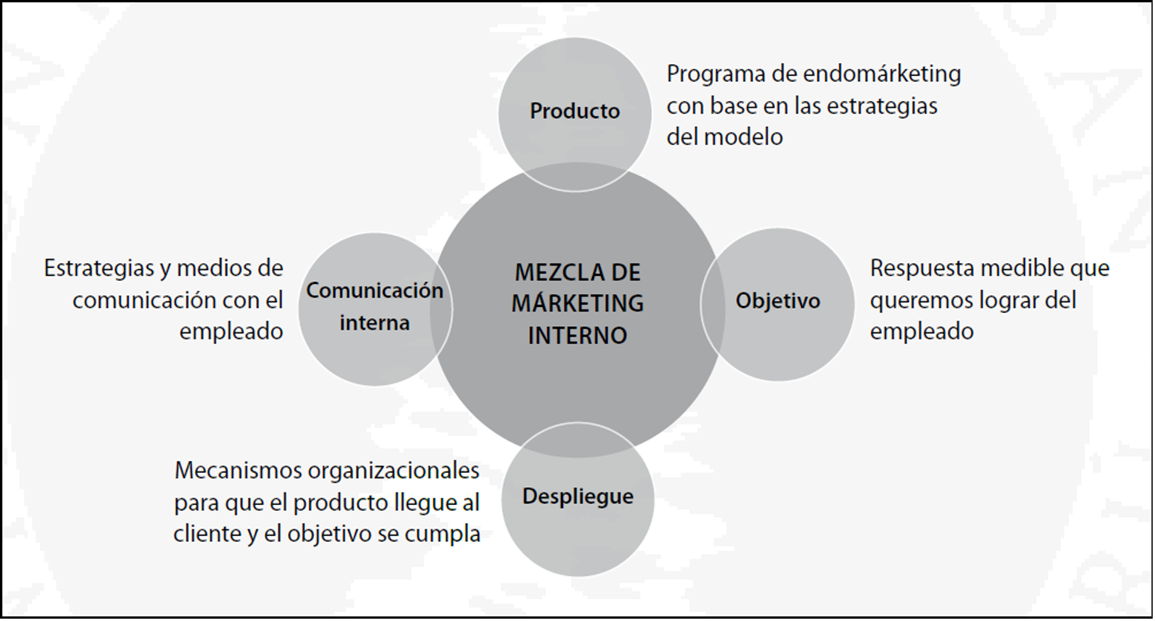 Producto
Programa de endomárketing
con base en las estrategias
del modelo
Estrategias y medios de
comunicación con el
empleado
Comunicación
interna
MEZCLA DE
MÁRKETING
INTERNO
Objetivo
Respuesta medible que
queremos lograr del
empleado
Mecanismos organizacionales
para que el producto llegue al
cliente y el objetivo se cumpla
Despliegue